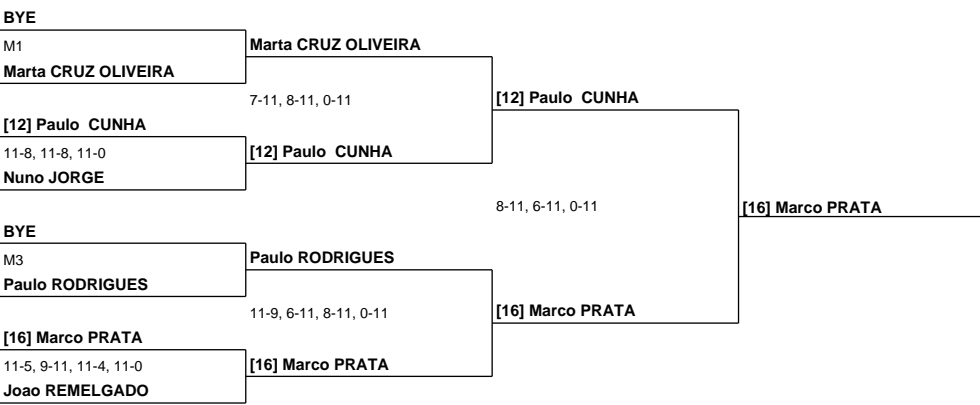 BYE
M1
Marta CRUZ OLIVEIRA
Marta CRUZ OLIVEIRA
7-11, 8-11, 0-11
[12] Paulo  CUNHA
[12] Paulo  CUNHA
11-8, 11-8, 11-0
[12] Paulo  CUNHA
Nuno JORGE
8-11, 6-11, 0-11
[16] Marco PRATA
BYE
M3
Paulo RODRIGUES
Paulo RODRIGUES
11-9, 6-11, 8-11, 0-11
[16] Marco PRATA
[16] Marco PRATA
11-5, 9-11, 11-4, 11-0
[16] Marco PRATA
Joao REMELGADO